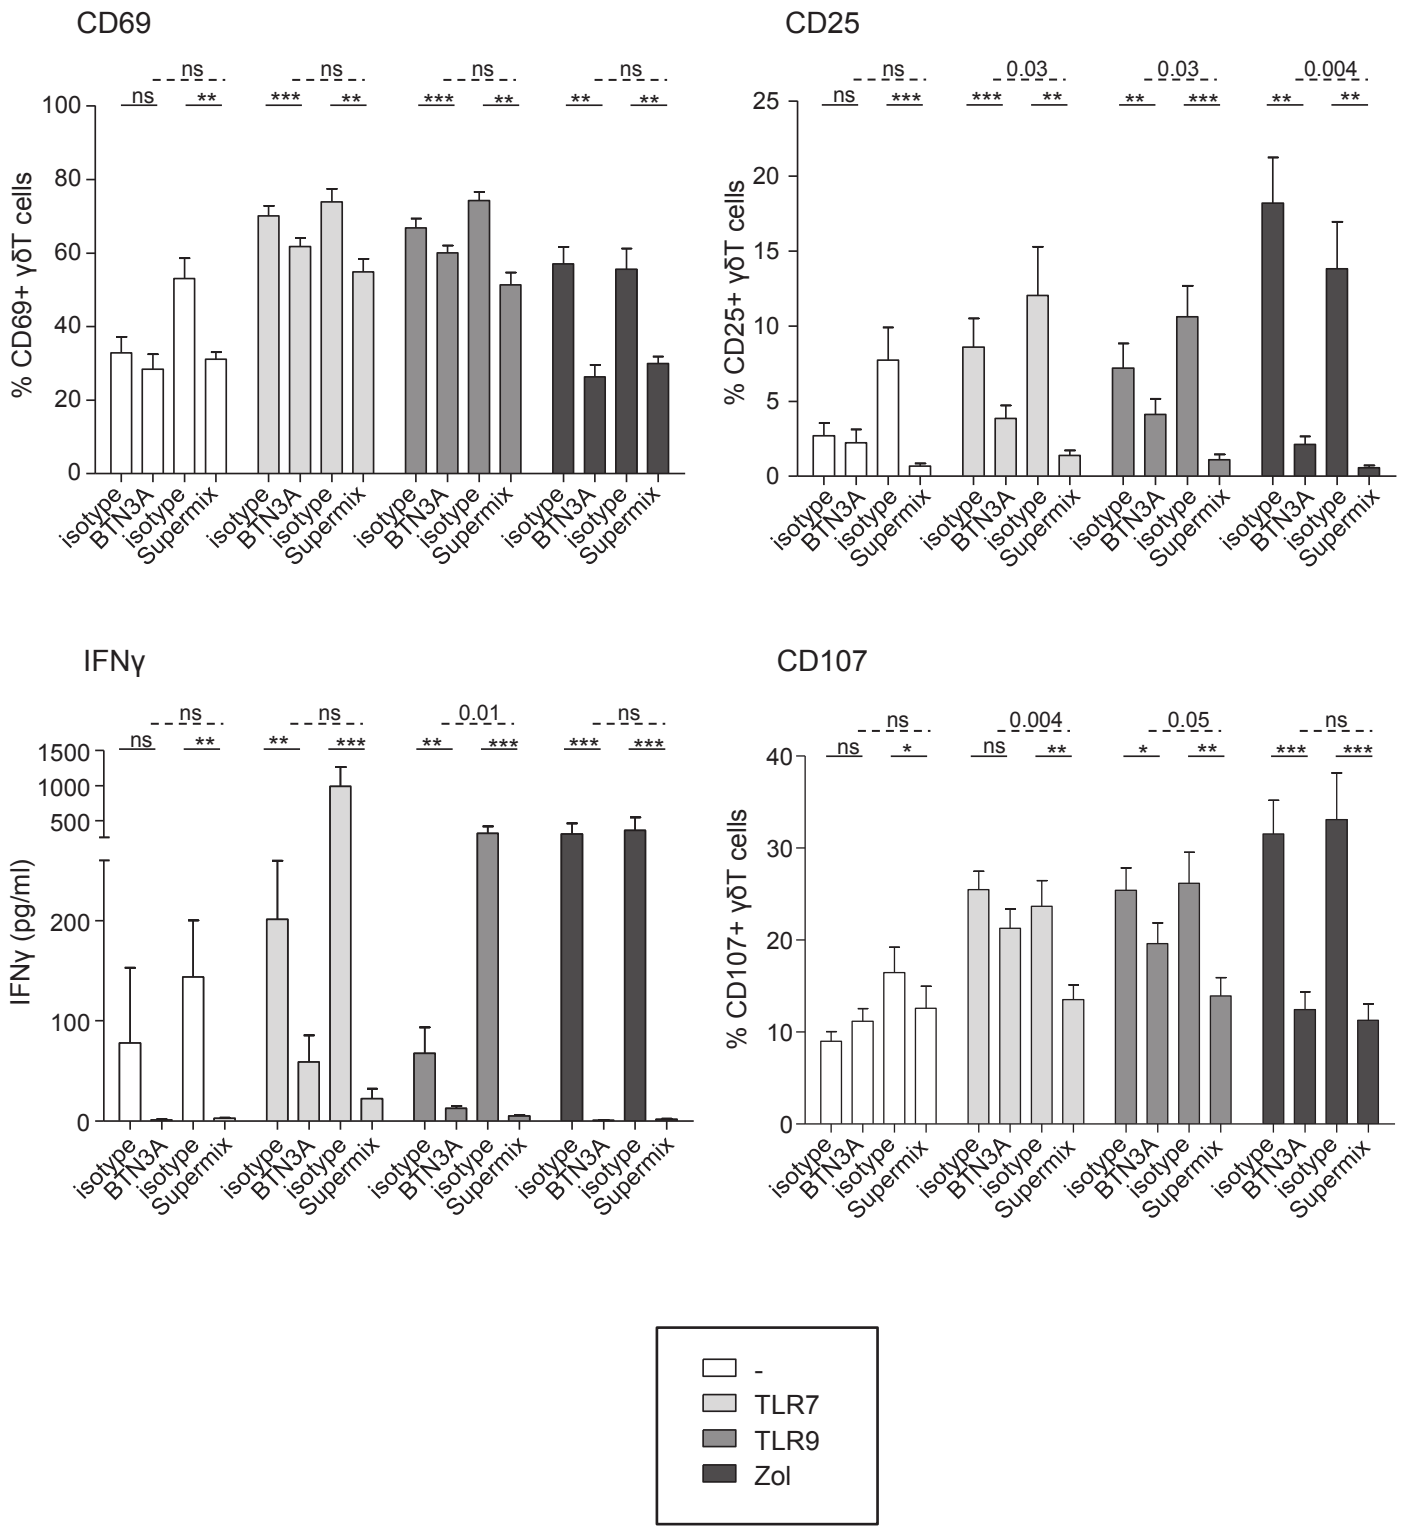 CD69
ns ns ns ns
ns ** *** ** *** ** ** **
100
80
60
40
20
0
% CD69+ γδT cells
isotype BTN3A isotype Supermix isotype BTN3A isotype Supermix isotype BTN3A isotype Supermix isotype BTN3A isotype Supermix
CD25
ns 0.03 0.03 0.004
ns *** *** ** ** *** ** **
25
20
15
10
5
0
% CD25+ γδT cells
isotype BTN3A isotype Supermix isotype BTN3A isotype Supermix isotype BTN3A isotype Supermix isotype BTN3A isotype Supermix
IFNγ
ns ns 0.01 ns
ns ** ** *** ** *** *** ***
1500
1000
500
200
100
0
IFNγ (pg/ml)
isotype BTN3A isotype Supermix isotype BTN3A isotype Supermix isotype BTN3A isotype Supermix isotype BTN3A isotype Supermix
CD107
ns 0.004 0.05 ns
ns * ns ** * ** *** ***
40
30
20
10
0
% CD107+ γδT cells
isotype BTN3A isotype Supermix isotype BTN3A isotype Supermix isotype BTN3A isotype Supermix isotype BTN3A isotype Supermix
-
TLR7
TLR9
Zol